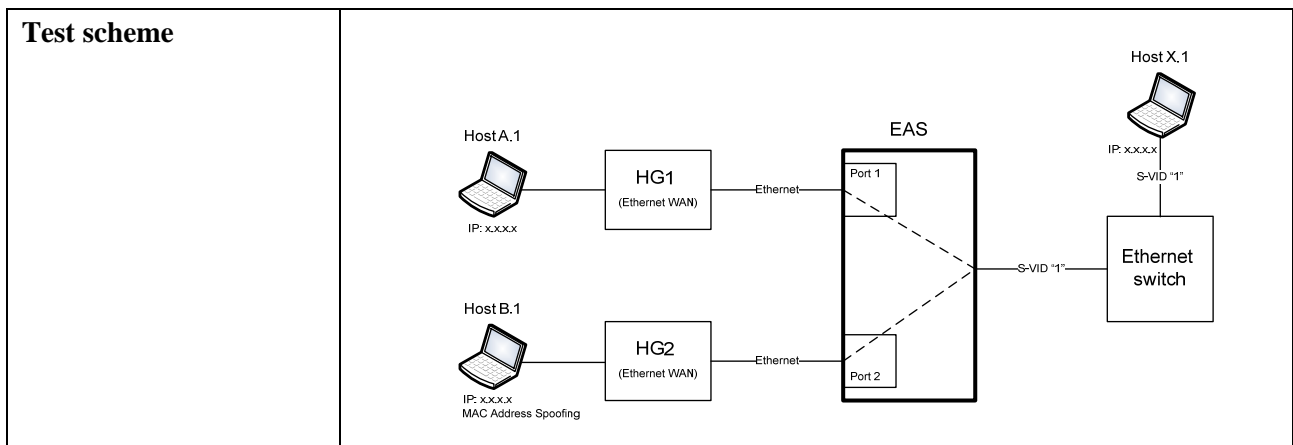 Test scheme
Host X.1
IP: x.x.x.x
S-VID "1"
Host A.1
IP: x.x.x.x
HG1
(Ethernet WAN)
Ethernet
EAS
Port 1
S-VID "1"
Ethernet
switch
Host B.1
IP: x.x.x.x
MAC Address Spoofing
HG2
(Ethernet WAN)
Ethernet
Port 2